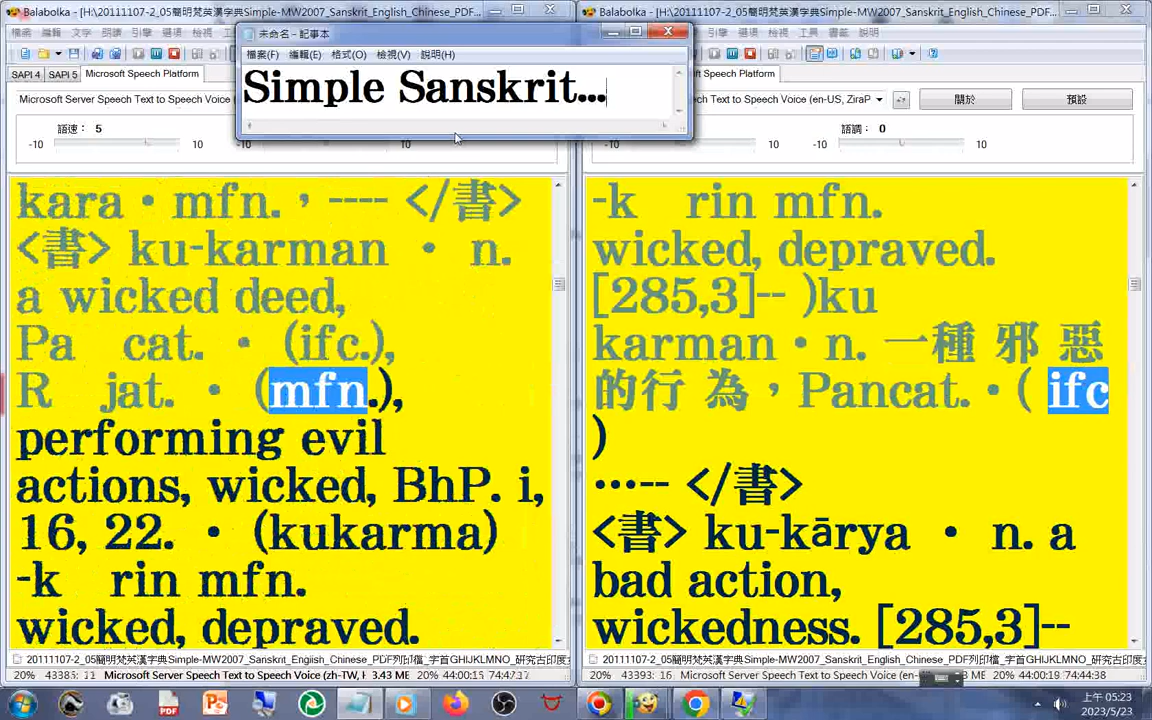 Balabolka - [H:\20111107-2_05簡明梵英漢字典Simple-MW2007_Sanskrit_English_Chinese_PDF...
Balabolka - [H:\20111107-2_05簡明梵英漢字典Simple-MW2007_Sanskrit_English_Chinese_PDF...
未命名 - 記事本
檔案(F) 編輯(E) 格式(O) 檢視(V) 說明(H)
Simple Sanskrit...
SAPI 4 SAPI 5 Microsoft Speech Platform
Microsoft Server Speech Text to Speech Voice
語速： 5
-10 10 10
kara・mfn.，---- </書>
<書> ku-karman ・ n.
a wicked deed,
Pa cat. ・ (ifc.),
R jat. ・ (mfn.),
performing evil
actions, wicked, BhP. i,
16, 22. ・ (kukarma)
-k rin mfn.
wicked, depraved.
20111107-2_05簡明梵英漢字典Simple-MW2007_Sanskrit_English_Chinese_PDF列印檔_字首GHIJKLMNO_研究古印度
20% 43385: 11 Microsoft Server Speech Text to Speech Voice (zh-TW, 3.43 MB 44:00:15 74:47:37
Speech Platform
to Speech Voice (en-US, ZiraP
關於 預設
語調： 0
-10 10
-k rin mfn.
wicked, depraved.
[285,3]-- )ku
karman・n. 一種 邪 惡
的行 為，Pancat.・( ifc
)
…-- </書>
<書> ku-kārya ・ n. a
bad action,
wickedness. [285,3]--
20111107-2_05簡明梵英漢字典Simple-MW2007_Sanskrit_English_Chinese_PDF列印檔_字首GHIJKLMNO_研究古印度
20% 43393: 16 Microsoft Server Speech Text to Speech Voice 44:00:19 74:44:38
上午 05:23
2023/5/23